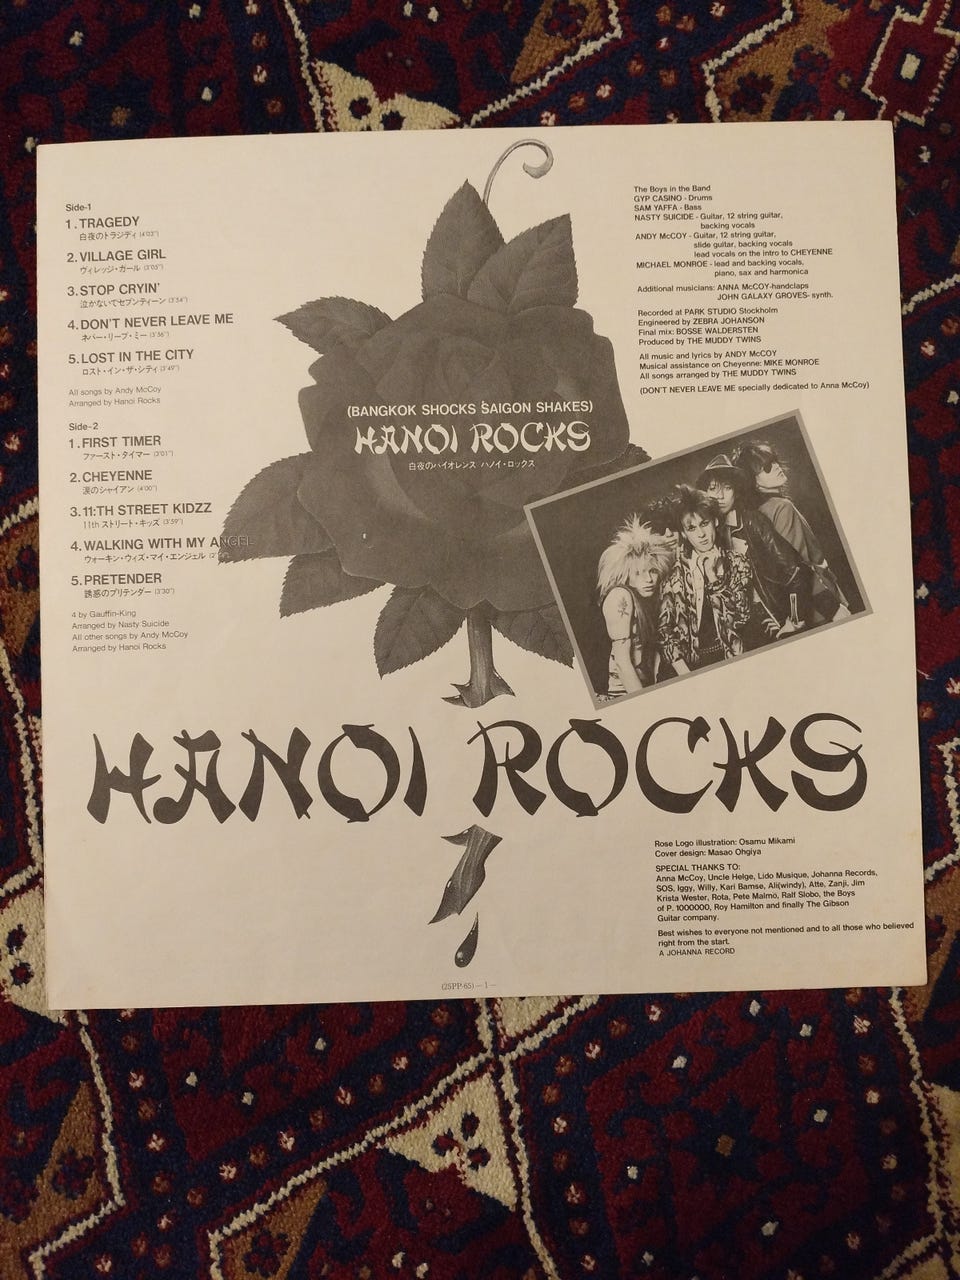 Side-1
1. TRAGEDY
白夜のトラジディ (4'03")
2. VILLAGE GIRL
ヴィレッジ・ガール (3'05")
3. STOP CRYIN'
泣かないでセブンティーン (3'34")
4. DON'T NEVER LEAVE ME
ネバー・リーブ・ミー (3'36")
5. LOST IN THE CITY
ロスト・イン・ザ・シティ (3'49")
All songs by Andy McCoy
Arranged by Hanoi Rocks
Side-2
1. FIRST TIMER
ファースト・タイマー (3'01")
2. CHEYENNE
涙のシャイアン (4'00")
3. 11:TH STREET KIDZZ
11th ストリート・キッズ (3'59")
4. WALKING WITH MY ANGEL
ウォーキン・ウィズ・マイ・エンジェル
5. PRETENDER
誘惑のプリテンダー (3'30")
4 by Gauffin-King
Arranged by Nasty Suicide
All other songs by Andy McCoy
Arranged by Hanoi Rocks
(BANGKOK SHOCKS SAIGON SHAKES)
HANOI ROCKS
白夜のバイオレンス ハノイ・ロックス
The Boys in the Band
GYP CASINO - Drums
SAM YAFFA - Bass
NASTY SUICIDE - Guitar, 12 string guitar,
backing vocals
ANDY McCOY - Guitar, 12 string guitar,
slide guitar, backing vocals
lead vocals on the intro to CHEYENNE
MICHAEL MONROE - lead and backing vocals,
piano, sax and harmonica
Additional musicians: ANNA McCOY-handclaps
JOHN GALAXY GROVES- synth.
Recorded at PARK STUDIO Stockholm
Engineered by ZEBRA JOHANSON
Final mix: BOSSE WALDERSTEN
Produced by THE MUDDY TWINS
All music and lyrics by ANDY McCOY
Musical assistance on Cheyenne: MIKE MONROE
All songs arranged by THE MUDDY TWINS
(DON'T NEVER LEAVE ME specially dedicated to Anna McCoy)
HANOI ROCKS
Rose Logo illustration: Osamu Mikami
Cover design: Masao Ohgiya
SPECIAL THANKS TO:
Anna McCoy, Uncle Helge, Lido Musique, Johanna Records,
SOS, Iggy, Willy, Kari Bamse, Ali(windy), Atte, Zanji, Jim
Krista Wester, Rota, Pete Malmo, Ralf Slobo, the Boys
of P. 1000000, Roy Hamilton and finally The Gibson
Guitar company.
Best wishes to everyone not mentioned and to all those who believed
right from the start.
A JOHANNA RECORD
(25PP-65) — 1 —